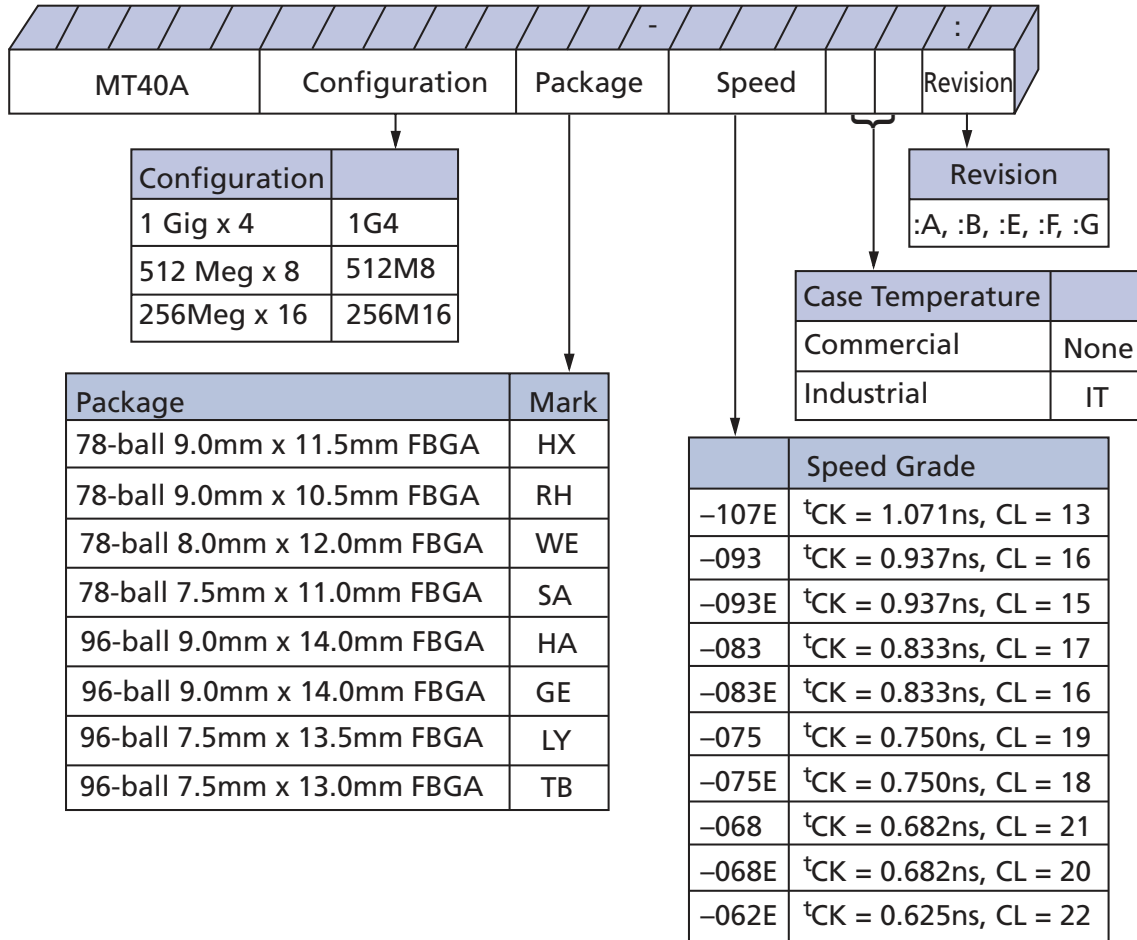 - :
MT40A Configuration Package Speed Revision
Configuration
1 Gig x 4 1G4
512 Meg x 8 512M8
256Meg x 16 256M16
Revision
:A, :B, :E, :F, :G
Case Temperature
Commercial None
Industrial IT
Package Mark
78-ball 9.0mm x 11.5mm FBGA HX
78-ball 9.0mm x 10.5mm FBGA RH
78-ball 8.0mm x 12.0mm FBGA WE
78-ball 7.5mm x 11.0mm FBGA SA
96-ball 9.0mm x 14.0mm FBGA HA
96-ball 9.0mm x 14.0mm FBGA GE
96-ball 7.5mm x 13.5mm FBGA LY
96-ball 7.5mm x 13.0mm FBGA TB
Speed Grade
–107E tCK = 1.071ns, CL = 13
–093 tCK = 0.937ns, CL = 16
–093E tCK = 0.937ns, CL = 15
–083 tCK = 0.833ns, CL = 17
–083E tCK = 0.833ns, CL = 16
–075 tCK = 0.750ns, CL = 19
–075E tCK = 0.750ns, CL = 18
–068 tCK = 0.682ns, CL = 21
–068E tCK = 0.682ns, CL = 20
–062E tCK = 0.625ns, CL = 22